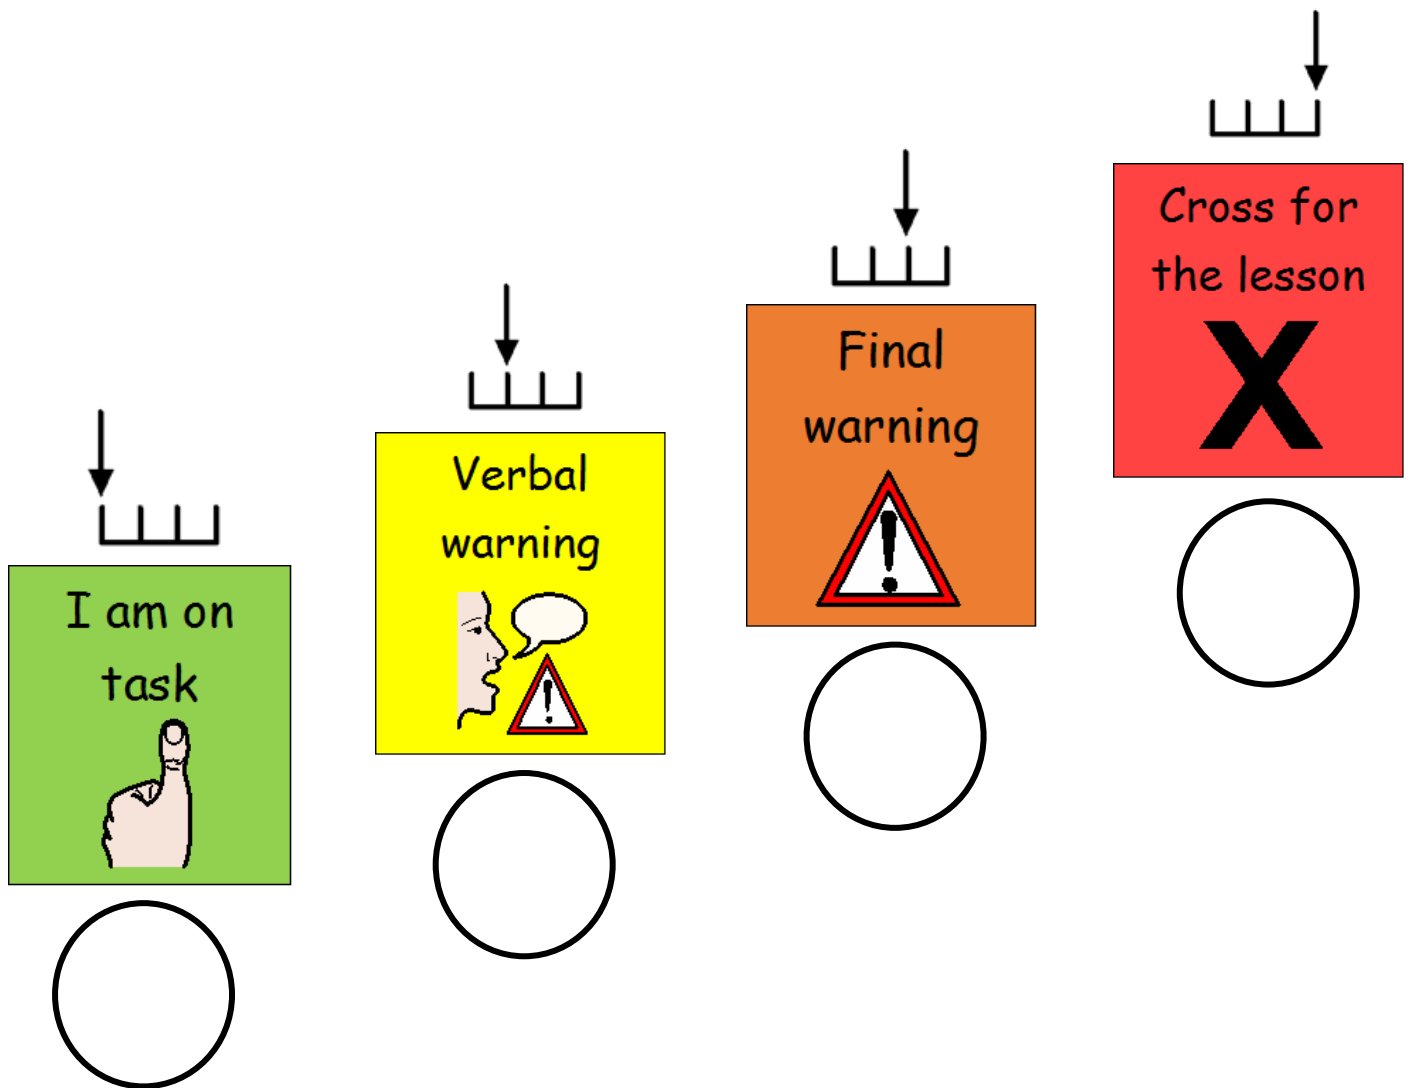 I am on
task
Verbal
warning
Final
warning
Cross for
the lesson
X